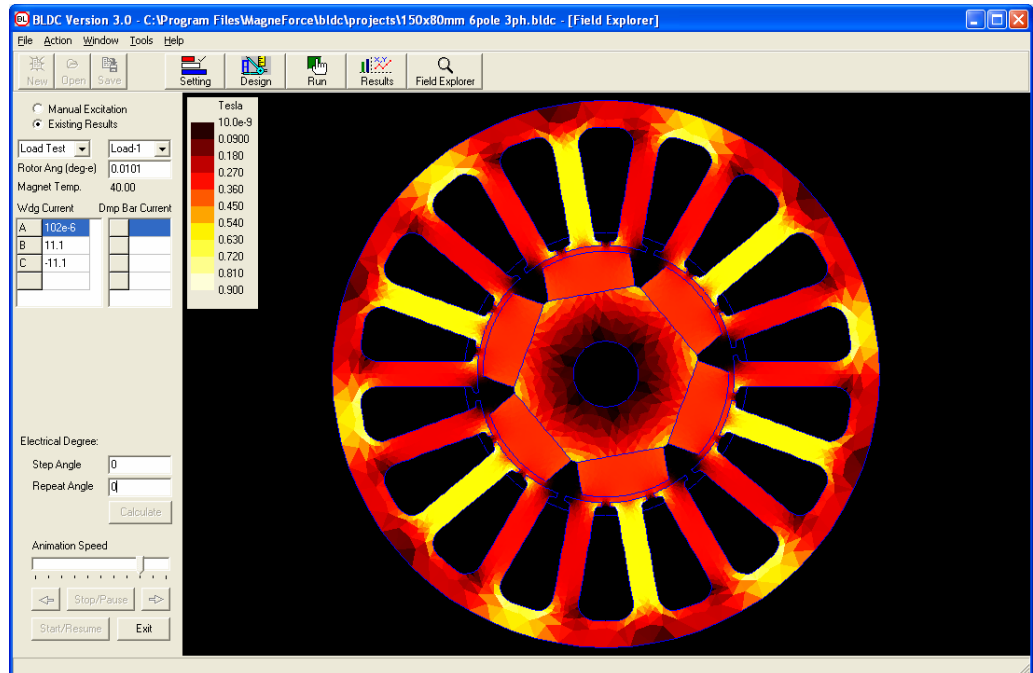 BLDC Version 3.0 - C:\Program Files\MagneForce\bldc\projects\150x80mm 6pole 3ph.bldc - [Field Explorer]
File Action Window Tools Help
New Open Save Setting Design Run Results Field Explorer
Manual Excitation
Existing Results
Load Test Load-1
Rotor Ang (deg-e) 0.0101
Magnet Temp. 40.00
Wdg Current Dmp Bar Current
A 102e-6
B 11.1
C -11.1
Electrical Degree:
Step Angle 0
Repeat Angle 0
Calculate
Animation Speed
Stop/Pause
Start/Resume Exit
Tesla
10.0e-9
0.0900
0.180
0.270
0.360
0.450
0.540
0.630
0.720
0.810
0.900